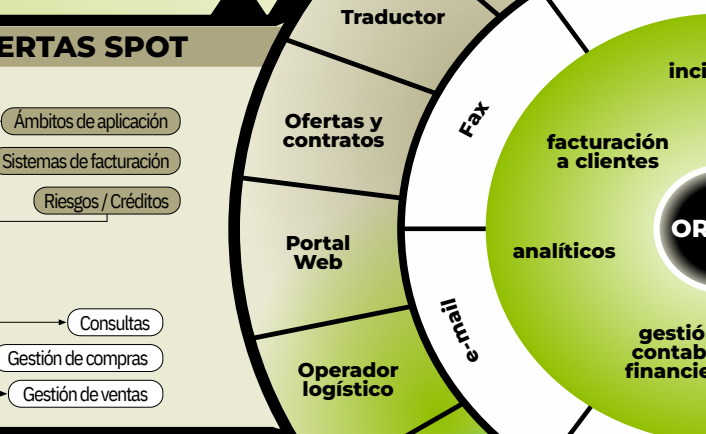 ERTAS SPOT
Ámbitos de aplicación
Sistemas de facturación
Riesgos / Créditos
Consultas
Gestión de compras
Gestión de ventas
Traductor
Ofertas y
contratos
Portal
Web
Operador
logístico
Fax
e-mail
inci
facturación
a clientes
analíticos
OR
gestió
contab
financie